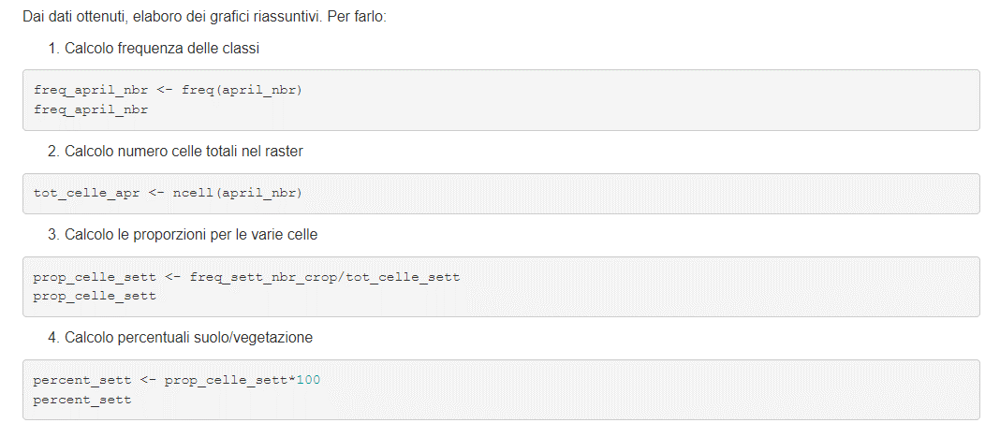 Dai dati ottenuti, elaboro dei grafici riassuntivi. Per farlo:
1. Calcolo frequenza delle classi
freq_april_nbr <- freq(april_nbr)
freq_april_nbr
2. Calcolo numero celle totali nel raster
tot_celle_apr <- ncell(april_nbr)
3. Calcolo le proporzioni per le varie celle
prop_celle_sett <- freq_sett_nbr_crop/tot_celle_sett
prop_celle_sett
4. Calcolo percentuali suolo/vegetazione
percent_sett <- prop_celle_sett*100
percent_sett